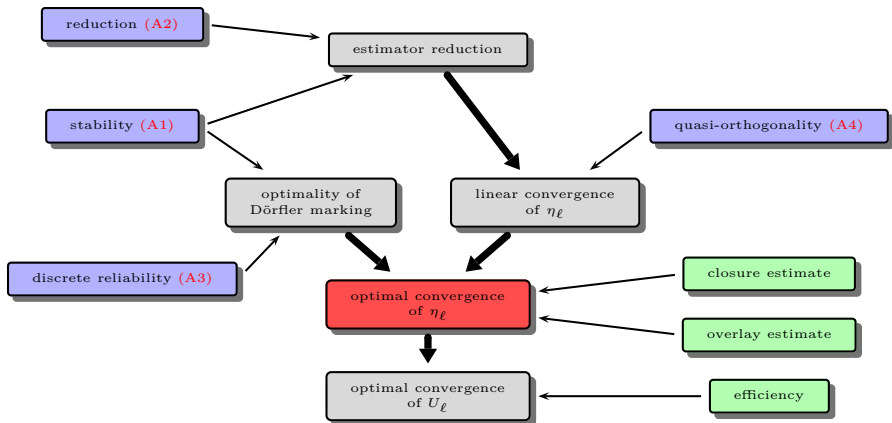 reduction (A2)
estimator reduction
stability (A1)
quasi-orthogonality (A4)
optimality of
Dörfler marking
linear convergence
of ηℓ
discrete reliability (A3)
closure estimate
optimal convergence
of ηℓ
overlay estimate
optimal convergence
of Uℓ
efficiency